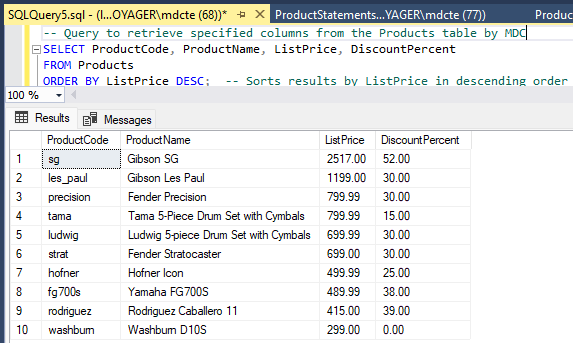 SQLQuery5.sql - (l...OYAGER\mdcte (68))* ProductStatements...YAGER\mdcte (77)) Produc
-- Query to retrieve specified columns from the Products table by MDC
SELECT ProductCode, ProductName, ListPrice, DiscountPercent
FROM Products
ORDER BY ListPrice DESC;  -- Sorts results by ListPrice in descending order
100 %
Results Messages
ProductCode ProductName ListPrice DiscountPercent
1 sg Gibson SG 2517.00 52.00
2 les_paul Gibson Les Paul 1199.00 30.00
3 precision Fender Precision 799.99 30.00
4 tama Tama 5-Piece Drum Set with Cymbals 799.99 15.00
5 ludwig Ludwig 5-piece Drum Set with Cymbals 699.99 30.00
6 strat Fender Stratocaster 699.00 30.00
7 hofner Hofner Icon 499.99 25.00
8 fg700s Yamaha FG700S 489.99 38.00
9 rodriguez Rodriguez Caballero 11 415.00 39.00
10 washburn Washburn D10S 299.00 0.00